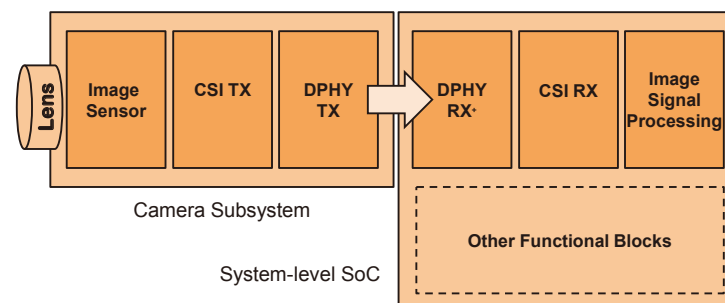 Lens
Image
Sensor
CSI TX
DPHY
TX
DPHY
RX+
CSI RX
Image
Signal
Processing
Camera Subsystem
Other Functional Blocks
System-level SoC